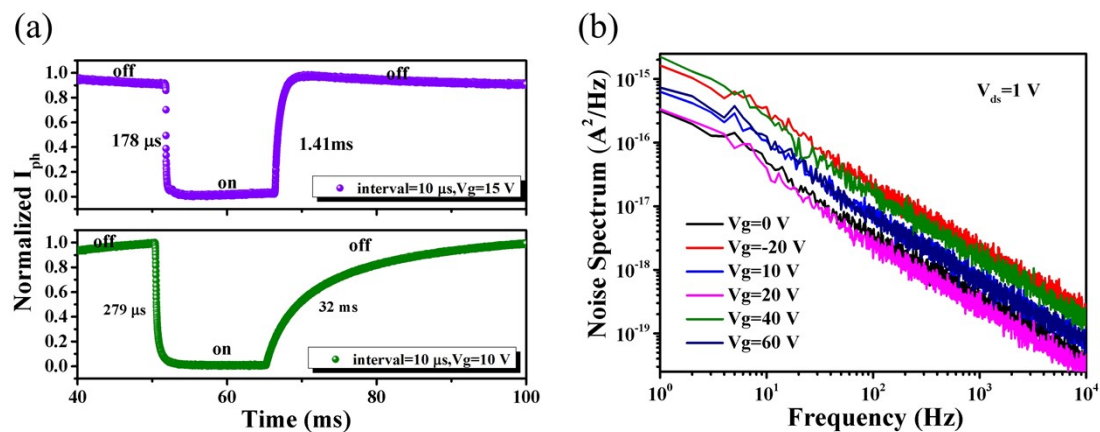 (a)
off
off
178 μs
1.41ms
on
interval=10 μs,Vg=15 V
1.0
0.8
0.6
0.4
0.2
0.0
40
60
80
100
off
off
279 μs
32 ms
on
interval=10 μs,Vg=10 V
1.0
0.8
0.6
0.4
0.2
0.0
40
60
80
100
Normalized I_ph
Time (ms)
(b)
V_ds=1 V
10^-15
10^-16
10^-17
10^-18
10^-19
Noise Spectrum (A^2/Hz)
Vg=0 V
Vg=-20 V
Vg=10 V
Vg=20 V
Vg=40 V
Vg=60 V
10^0
10^1
10^2
10^3
10^4
Frequency (Hz)